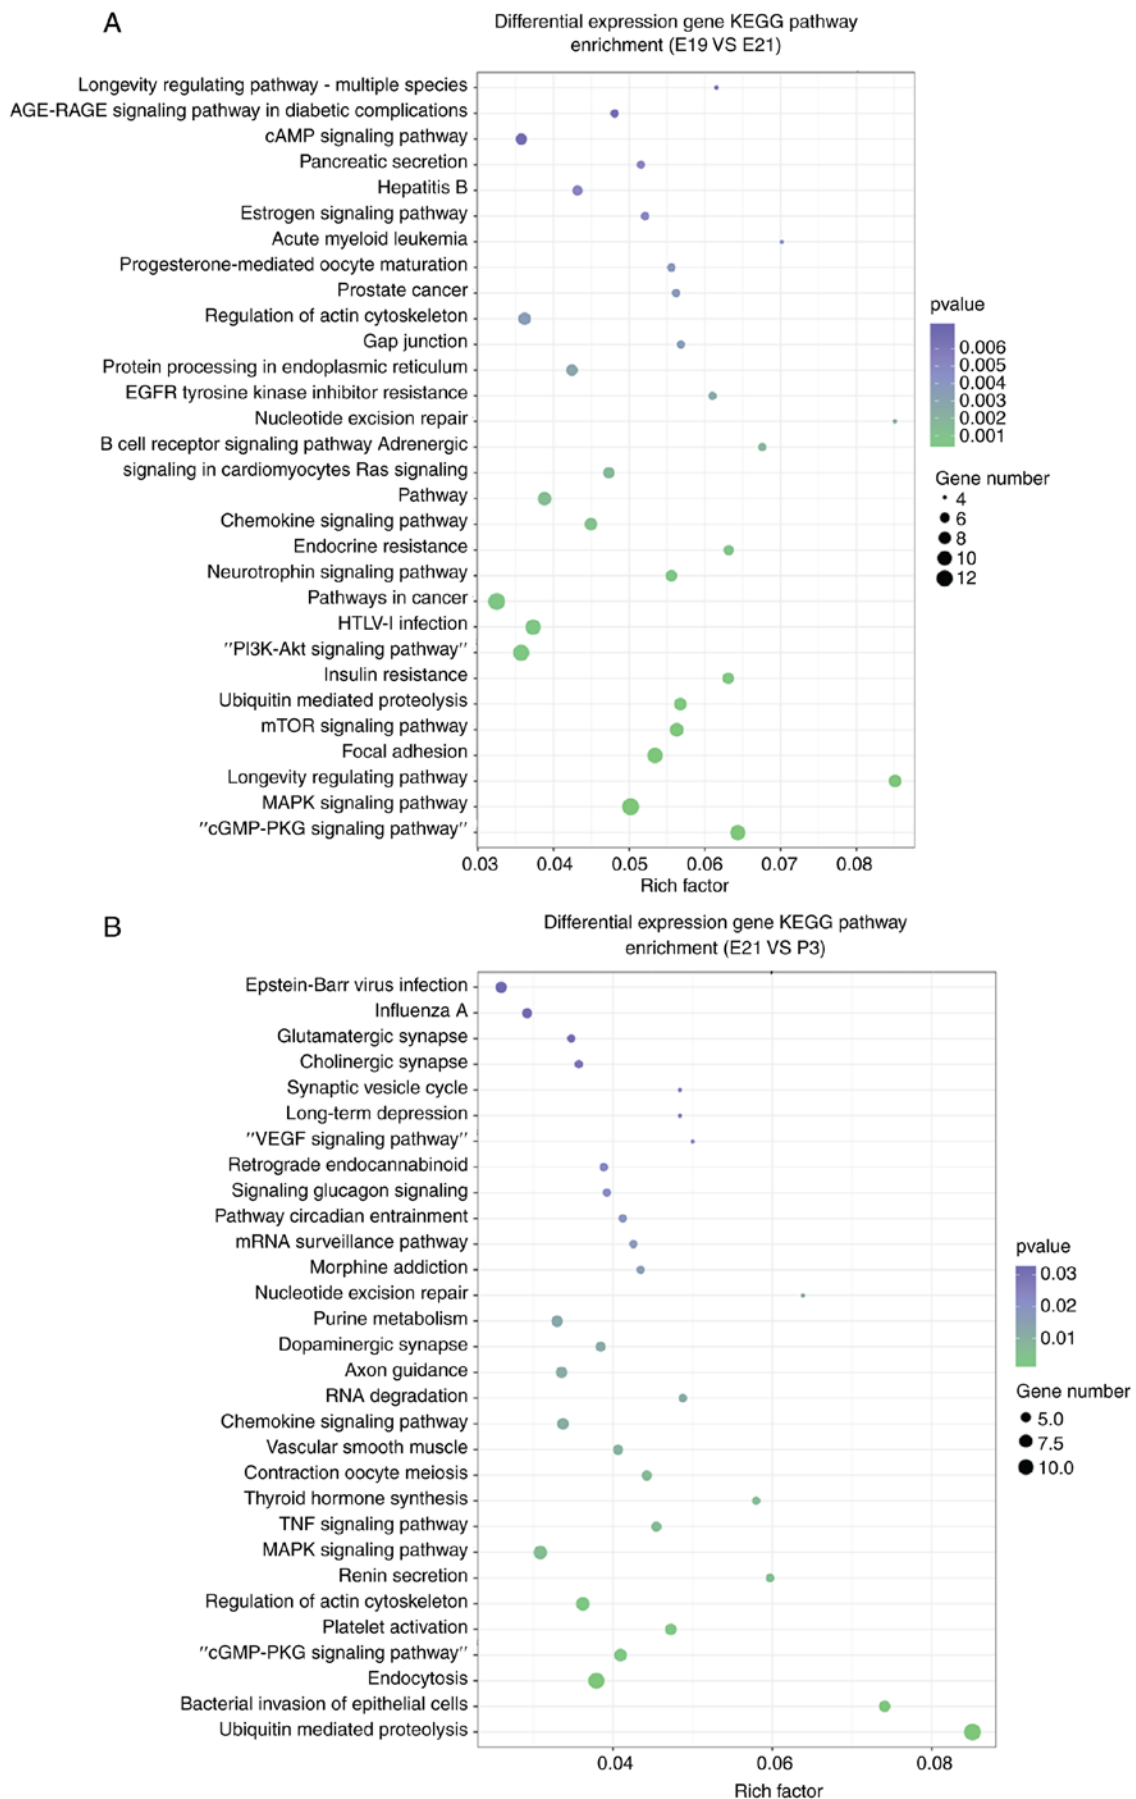 A
Differential expression gene KEGG pathway
enrichment (E19 VS E21)
Longevity regulating pathway - multiple species
AGE-RAGE signaling pathway in diabetic complications
cAMP signaling pathway
Pancreatic secretion
Hepatitis B
Estrogen signaling pathway
Acute myeloid leukemia
Progesterone-mediated oocyte maturation
Prostate cancer
Regulation of actin cytoskeleton
Gap junction
Protein processing in endoplasmic reticulum
EGFR tyrosine kinase inhibitor resistance
Nucleotide excision repair
B cell receptor signaling pathway Adrenergic
signaling in cardiomyocytes Ras signaling
Pathway
Chemokine signaling pathway
Endocrine resistance
Neurotrophin signaling pathway
Pathways in cancer
HTLV-I infection
"PI3K-Akt signaling pathway"
Insulin resistance
Ubiquitin mediated proteolysis
mTOR signaling pathway
Focal adhesion
Longevity regulating pathway
MAPK signaling pathway
"cGMP-PKG signaling pathway"
0.03 0.04 0.05 0.06 0.07 0.08
Rich factor
pvalue
0.006
0.005
0.004
0.003
0.002
0.001
Gene number
4
6
8
10
12
B
Differential expression gene KEGG pathway
enrichment (E21 VS P3)
Epstein-Barr virus infection
Influenza A
Glutamatergic synapse
Cholinergic synapse
Synaptic vesicle cycle
Long-term depression
"VEGF signaling pathway"
Retrograde endocannabinoid
Signaling glucagon signaling
Pathway circadian entrainment
mRNA surveillance pathway
Morphine addiction
Nucleotide excision repair
Purine metabolism
Dopaminergic synapse
Axon guidance
RNA degradation
Chemokine signaling pathway
Vascular smooth muscle
Contraction oocyte meiosis
Thyroid hormone synthesis
TNF signaling pathway
MAPK signaling pathway
Renin secretion
Regulation of actin cytoskeleton
Platelet activation
"cGMP-PKG signaling pathway"
Endocytosis
Bacterial invasion of epithelial cells
Ubiquitin mediated proteolysis
0.04 0.06 0.08
Rich factor
pvalue
0.03
0.02
0.01
Gene number
5.0
7.5
10.0